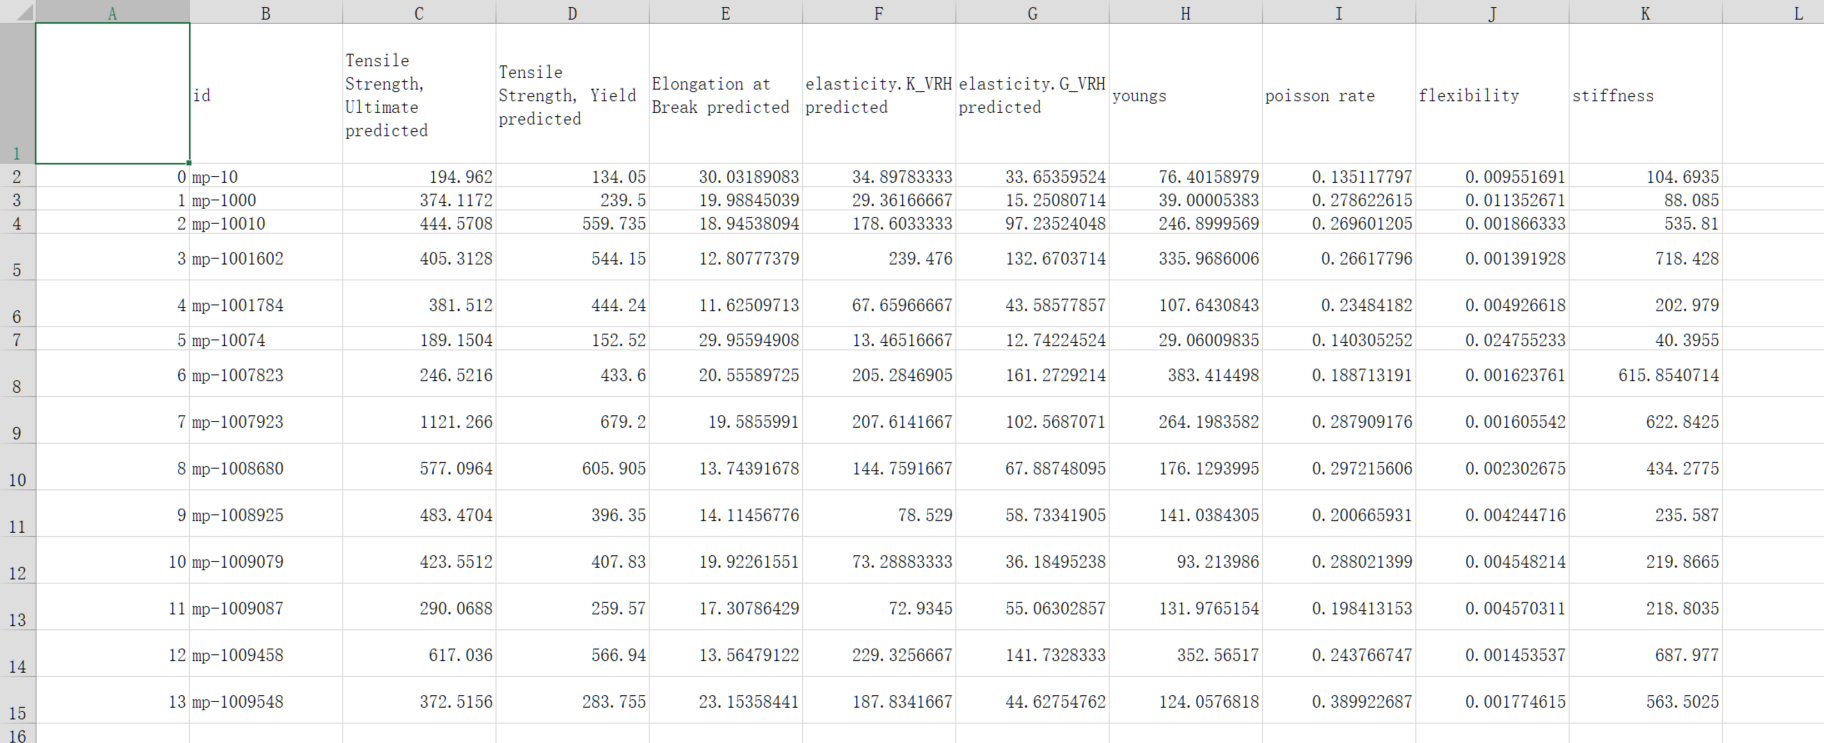 A B C D E F G H I J K L
1 id Tensile Strength, Ultimate predicted Tensile Strength, Yield predicted Elongation at Break predicted elasticity.K_VRH predicted elasticity.G_VRH predicted youngs poisson rate flexibility stiffness
2 0 mp-10 194.962 134.05 30.03189083 34.89783333 33.65359524 76.40158979 0.135117797 0.009551691 104.6935
3 1 mp-1000 374.1172 239.5 19.98845039 29.36166667 15.25080714 39.00005383 0.278622615 0.011352671 88.085
4 2 mp-10010 444.5708 559.735 18.94538094 178.6033333 97.23524048 246.8999569 0.269601205 0.001866333 535.81
5 3 mp-1001602 405.3128 544.15 12.80777379 239.476 132.6703714 335.9686006 0.26617796 0.001391928 718.428
6 4 mp-1001784 381.512 444.24 11.62509713 67.65966667 43.58577857 107.6430843 0.23484182 0.004926618 202.979
7 5 mp-10074 189.1504 152.52 29.95594908 13.46516667 12.74224524 29.06009835 0.140305252 0.024755233 40.3955
8 6 mp-1007823 246.5216 433.6 20.55589725 205.2846905 161.2729214 383.414498 0.188713191 0.001623761 615.8540714
9 7 mp-1007923 1121.266 679.2 19.5855991 207.6141667 102.5687071 264.1983582 0.287909176 0.001605542 622.8425
10 8 mp-1008680 577.0964 605.905 13.74391678 144.7591667 67.88748095 176.1293995 0.297215606 0.002302675 434.2775
11 9 mp-1008925 483.4704 396.35 14.11456776 78.529 58.73341905 141.0384305 0.200665931 0.004244716 235.587
12 10 mp-1009079 423.5512 407.83 19.92261551 73.28883333 36.18495238 93.213986 0.288021399 0.004548214 219.8665
13 11 mp-1009087 290.0688 259.57 17.30786429 72.9345 55.06302857 131.9765154 0.198413153 0.004570311 218.8035
14 12 mp-1009458 617.036 566.94 13.56479122 229.3256667 141.7328333 352.56517 0.243766747 0.001453537 687.977
15 13 mp-1009548 372.5156 283.755 23.15358441 187.8341667 44.62754762 124.0576818 0.389922687 0.001774615 563.5025
16